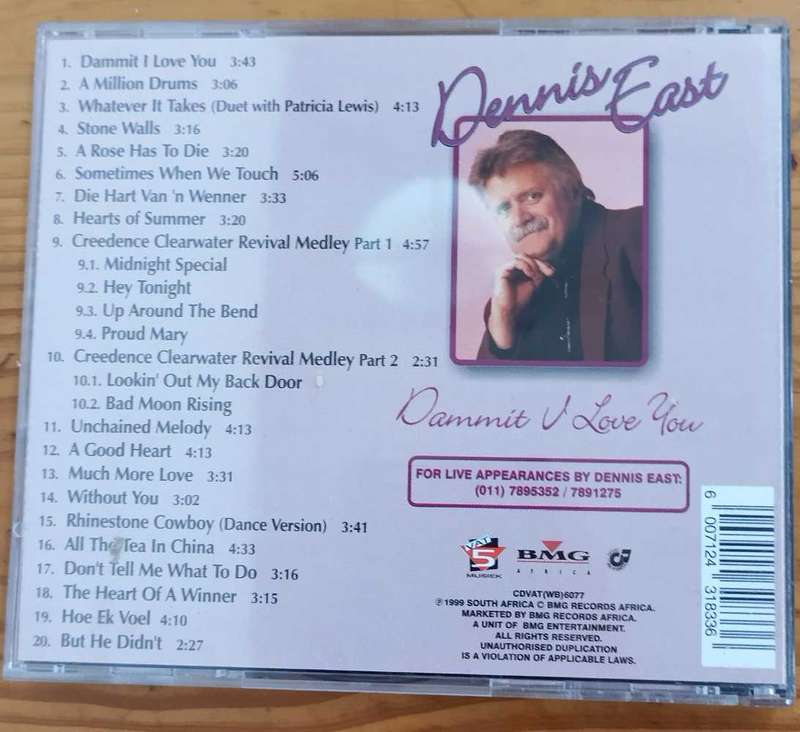 1. Dammit I Love You 3:43
2. A Million Drums 3:06
3. Whatever It Takes (Duet with Patricia Lewis) 4:13
4. Stone Walls 3:16
5. A Rose Has To Die 3:20
6. Sometimes When We Touch 5:06
7. Die Hart Van 'n Wenner 3:33
8. Hearts of Summer 3:20
9. Creedence Clearwater Revival Medley Part 1 4:57
9.1. Midnight Special
9.2. Hey Tonight
9.3. Up Around The Bend
9.4. Proud Mary
10. Creedence Clearwater Revival Medley Part 2 2:31
10.1. Lookin' Out My Back Door
10.2. Bad Moon Rising
11. Unchained Melody 4:13
12. A Good Heart 4:13
13. Much More Love 3:31
14. Without You 3:02
15. Rhinestone Cowboy (Dance Version) 3:41
16. All The Tea In China 4:33
17. Don't Tell Me What To Do 3:16
18. The Heart Of A Winner 3:15
19. Hoe Ek Voel 4:10
20. But He Didn't 2:27
Dennis East
Dammit I Love You
FOR LIVE APPEARANCES BY DENNIS EAST:
(011) 7895352 / 7891275
VAT 5
MUSIEK
BMG
AFRICA
CDVAT(WB)6077
℗ 1999 SOUTH AFRICA © BMG RECORDS AFRICA.
MARKETED BY BMG RECORDS AFRICA.
A UNIT OF BMG ENTERTAINMENT.
ALL RIGHTS RESERVED.
UNAUTHORISED DUPLICATION
IS A VIOLATION OF APPLICABLE LAWS.
6 007124 318336